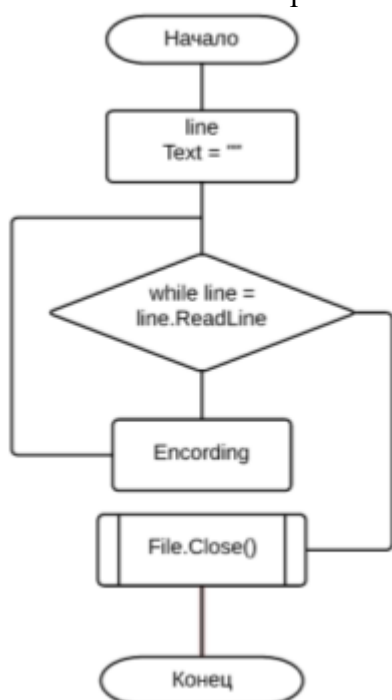 Начало
line
Text = ""
while line =
line.ReadLine
Encording
File.Close()
Конец